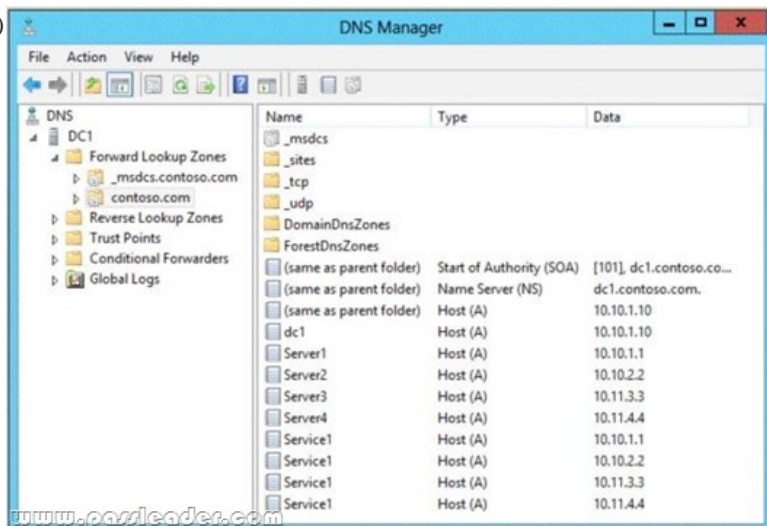 )
DNS Manager
File Action View Help
DNS
DC1
Forward Lookup Zones
_msdcs.contoso.com
contoso.com
Reverse Lookup Zones
Trust Points
Conditional Forwarders
Global Logs
Name Type Data
_msdcs
_sites
_tcp
_udp
DomainDnsZones
ForestDnsZones
(same as parent folder) Start of Authority (SOA) [101], dc1.contoso.co...
(same as parent folder) Name Server (NS) dc1.contoso.com.
(same as parent folder) Host (A) 10.10.1.10
dc1 Host (A) 10.10.1.10
Server1 Host (A) 10.10.1.1
Server2 Host (A) 10.10.2.2
Server3 Host (A) 10.11.3.3
Server4 Host (A) 10.11.4.4
Service1 Host (A) 10.10.1.1
Service1 Host (A) 10.10.2.2
Service1 Host (A) 10.11.3.3
Service1 Host (A) 10.11.4.4
www.passleader.com